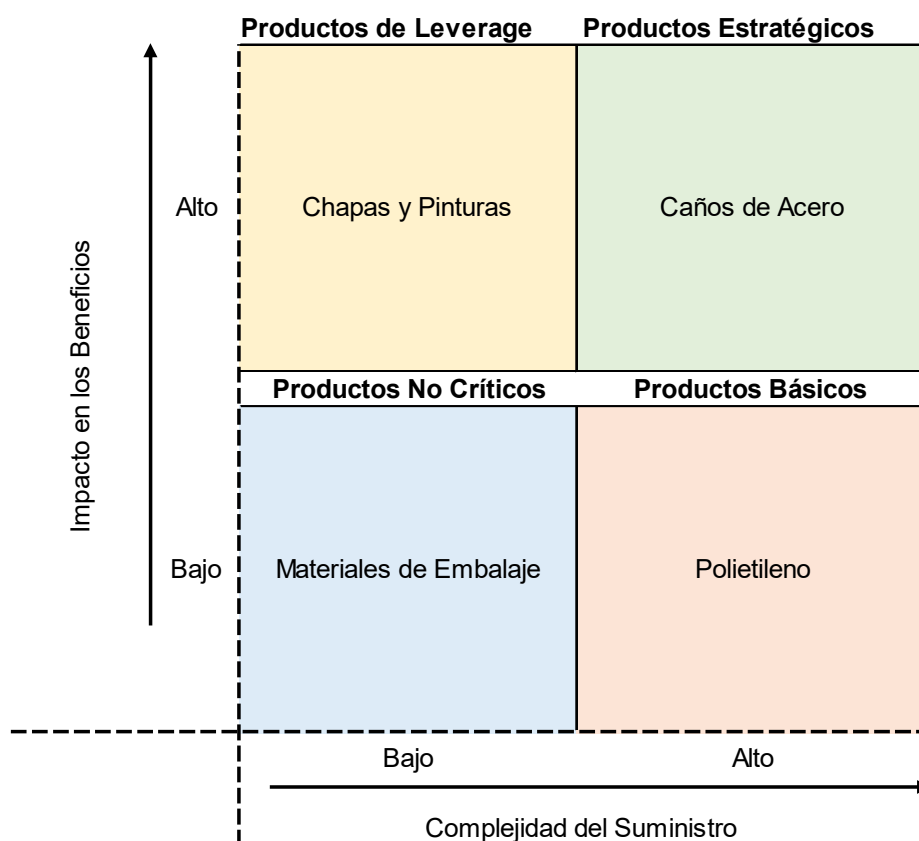 Productos de Leverage
Productos Estratégicos
Alto
Chapas y Pinturas
Caños de Acero
Impacto en los Beneficios
Productos No Críticos
Productos Básicos
Bajo
Materiales de Embalaje
Polietileno
Bajo
Alto
Complejidad del Suministro